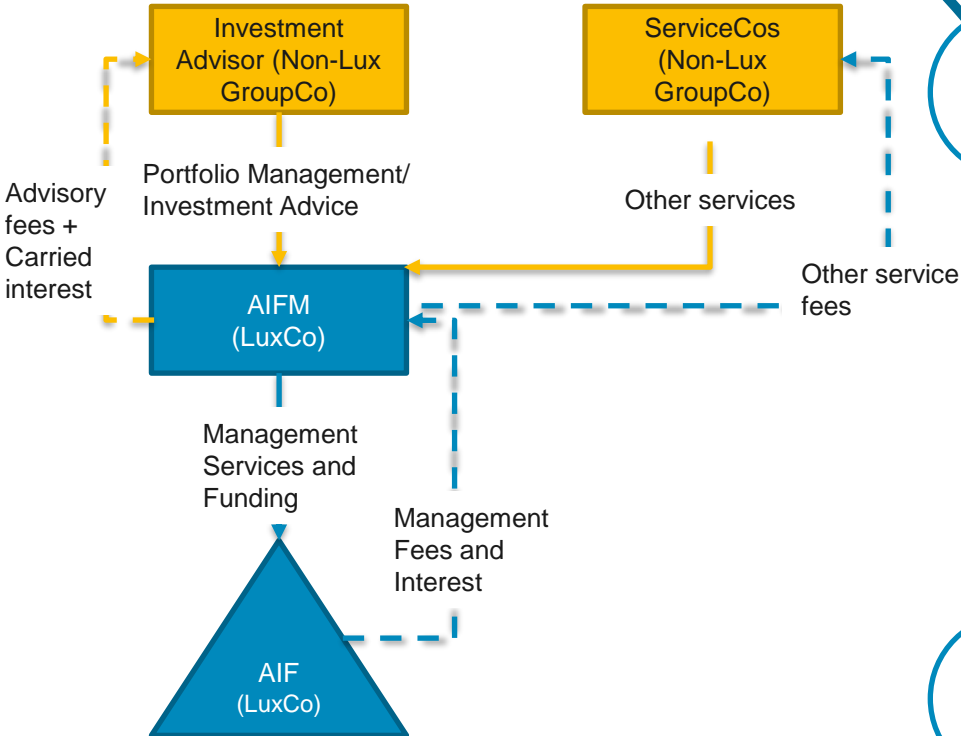 Investment
Advisor (Non-Lux
GroupCo)
ServiceCos
(Non-Lux
GroupCo)
Advisory
fees +
Carried
interest
Portfolio Management/
Investment Advice
Other services
Other service
fees
AIFM
(LuxCo)
Management
Services and
Funding
Management
Fees and
Interest
AIF
(LuxCo)